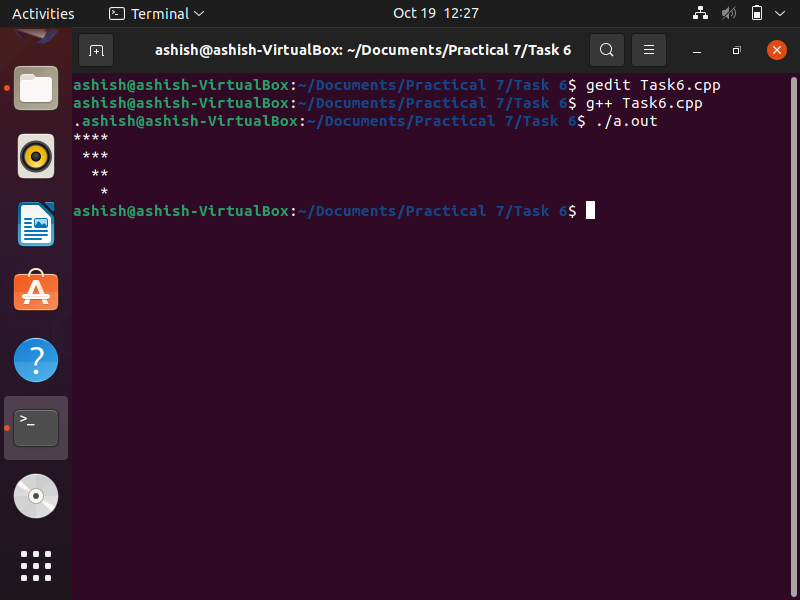 Activities Terminal Oct 19 12:27
ashish@ashish-VirtualBox: ~/Documents/Practical 7/Task 6
ashish@ashish-VirtualBox:~/Documents/Practical 7/Task 6$ gedit Task6.cpp
ashish@ashish-VirtualBox:~/Documents/Practical 7/Task 6$ g++ Task6.cpp
.ashish@ashish-VirtualBox:~/Documents/Practical 7/Task 6$ ./a.out
****
 ***
  **
   *
ashish@ashish-VirtualBox:~/Documents/Practical 7/Task 6$